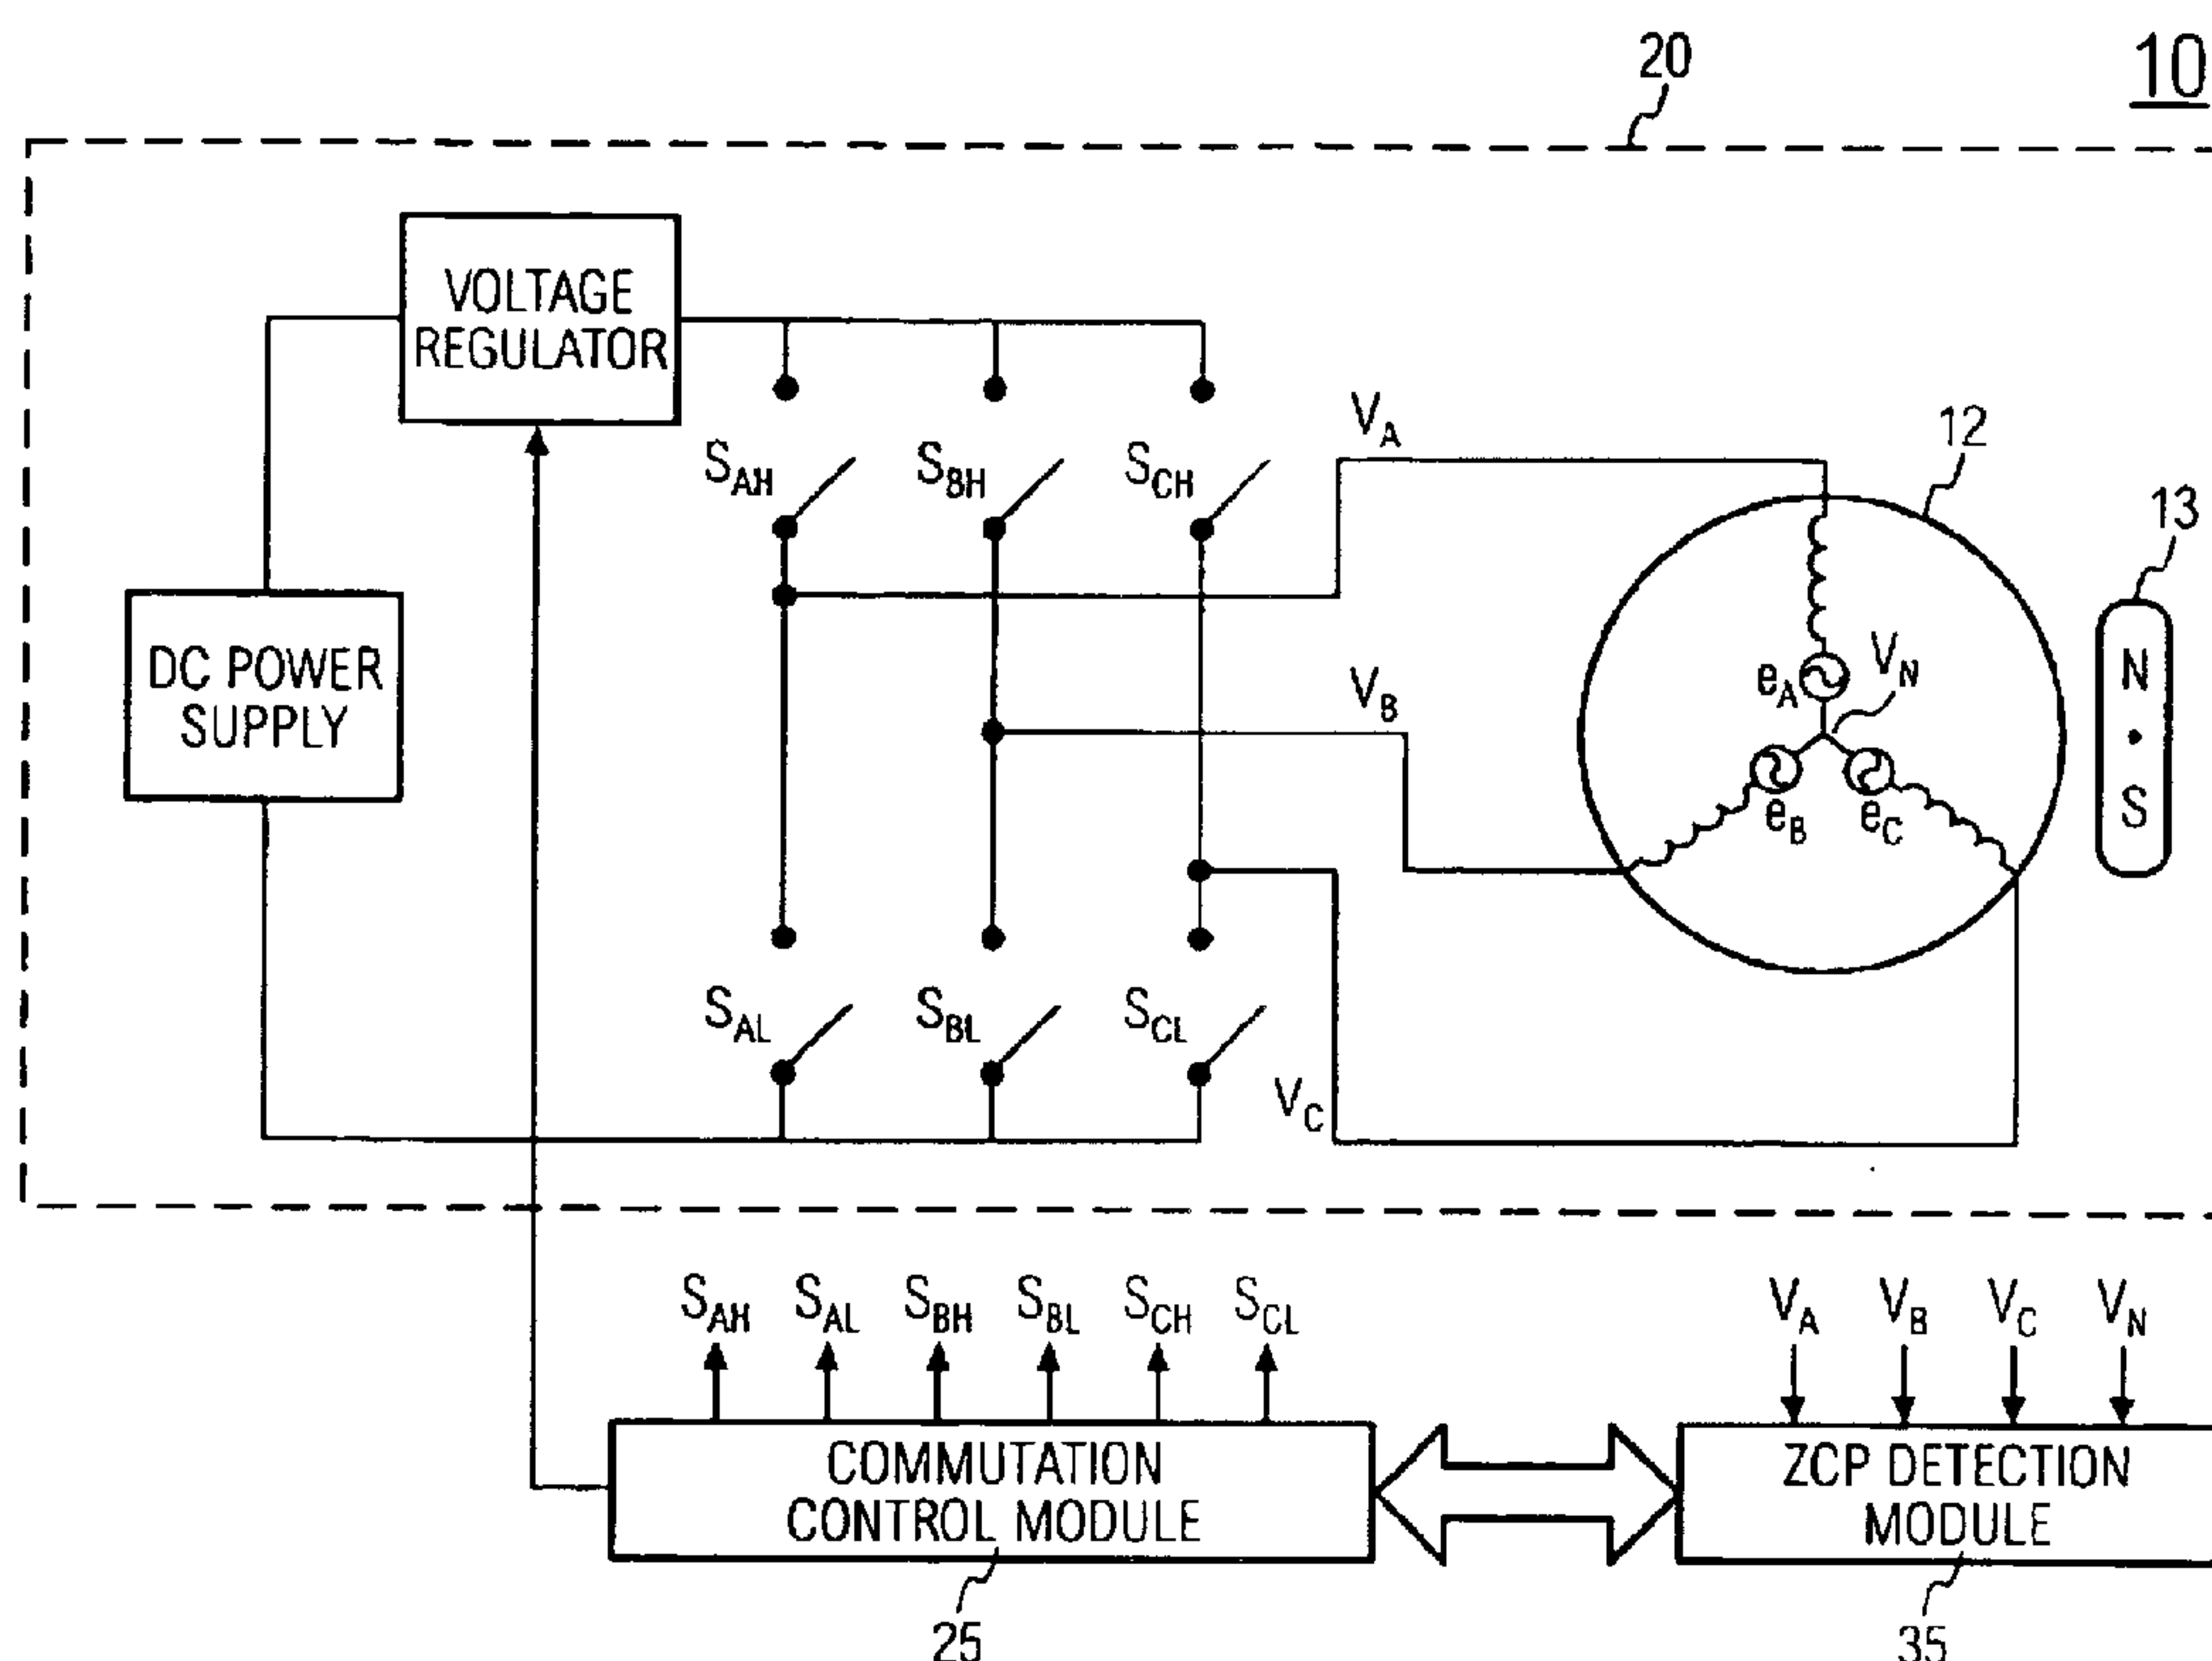 20
10
VOLTAGE
REGULATOR
S_AH
S_BH
S_CH
V_A
12
13
DC POWER
SUPPLY
V_B
e_A
V_N
e_B
e_C
N
S
S_AL
S_BL
S_CL
V_C
S_AH S_AL S_BH S_BL S_CH S_CL
V_A V_B V_C V_N
COMMUTATION
CONTROL MODULE
ZCP DETECTION
MODULE
25
35